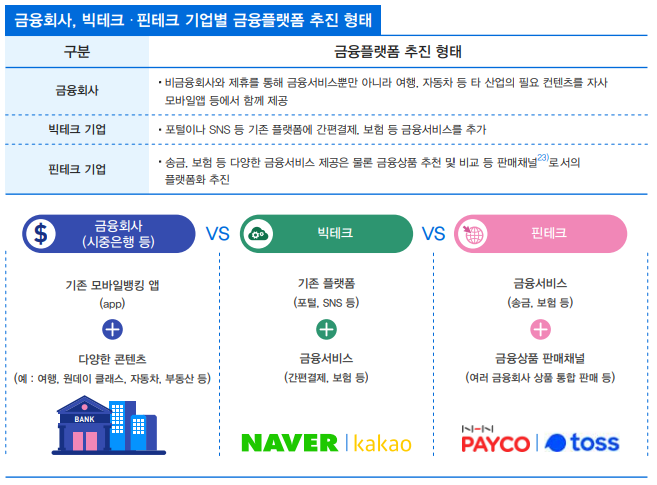 금융회사, 빅테크·핀테크 기업별 금융플랫폼 추진 형태
구분
금융플랫폼 추진 형태
금융회사
• 비금융회사와 제휴를 통해 금융서비스뿐만 아니라 여행, 자동차 등 타 산업의 필요 컨텐츠를 자사
모바일앱 등에서 함께 제공
빅테크 기업
• 포털이나 SNS 등 기존 플랫폼에 간편결제, 보험 등 금융서비스를 추가
핀테크 기업
• 송금, 보험 등 다양한 금융서비스 제공은 물론 금융상품 추천 및 비교 등 판매채널23)로서의
플랫폼화 추진
$ 금융회사
(시중은행 등)
VS
빅테크
VS
핀테크
기존 모바일뱅킹 앱
(app)
+
다양한 콘텐츠
(예 : 여행, 원데이 클래스, 자동차, 부동산 등)
BANK
기존 플랫폼
(포털, SNS 등)
+
금융서비스
(간편결제, 보험 등)
NAVER | kakao
금융서비스
(송금, 보험 등)
+
금융상품 판매채널
(여러 금융회사 상품 통합 판매 등)
NHN
PAYCO | toss